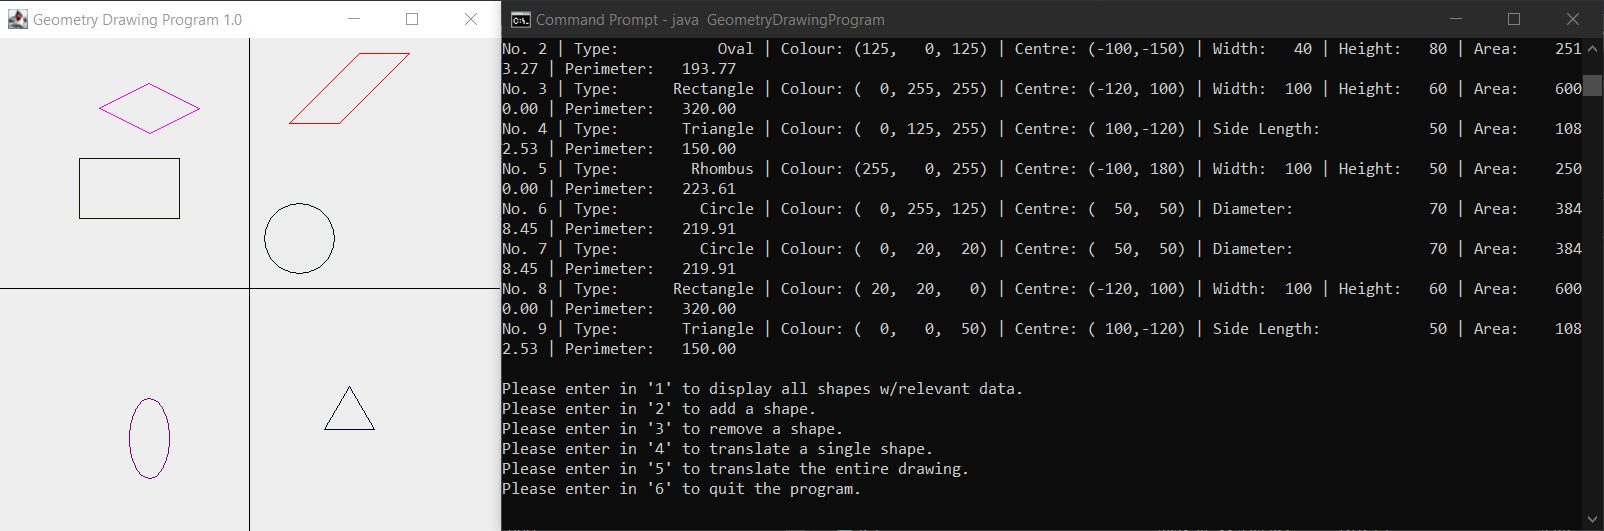 Geometry Drawing Program 1.0
Command Prompt - java  GeometryDrawingProgram
No. 2 | Type:           Oval | Colour: (125,   0, 125) | Centre: (-100,-150) | Width:   40 | Height:   80 | Area:    251
3.27 | Perimeter:   193.77
No. 3 | Type:      Rectangle | Colour: (  0, 255, 255) | Centre: (-120, 100) | Width:  100 | Height:   60 | Area:    600
0.00 | Perimeter:   320.00
No. 4 | Type:       Triangle | Colour: (  0, 125, 255) | Centre: ( 100,-120) | Side Length:            50 | Area:    108
2.53 | Perimeter:   150.00
No. 5 | Type:        Rhombus | Colour: (255,   0, 255) | Centre: (-100, 180) | Width:  100 | Height:   50 | Area:    250
0.00 | Perimeter:   223.61
No. 6 | Type:         Circle | Colour: (  0, 255, 125) | Centre: (  50,  50) | Diameter:               70 | Area:    384
8.45 | Perimeter:   219.91
No. 7 | Type:         Circle | Colour: (  0,  20,  20) | Centre: (  50,  50) | Diameter:               70 | Area:    384
8.45 | Perimeter:   219.91
No. 8 | Type:      Rectangle | Colour: ( 20,  20,   0) | Centre: (-120, 100) | Width:  100 | Height:   60 | Area:    600
0.00 | Perimeter:   320.00
No. 9 | Type:       Triangle | Colour: (  0,   0,  50) | Centre: ( 100,-120) | Side Length:            50 | Area:    108
2.53 | Perimeter:   150.00
Please enter in '1' to display all shapes w/relevant data.
Please enter in '2' to add a shape.
Please enter in '3' to remove a shape.
Please enter in '4' to translate a single shape.
Please enter in '5' to translate the entire drawing.
Please enter in '6' to quit the program.